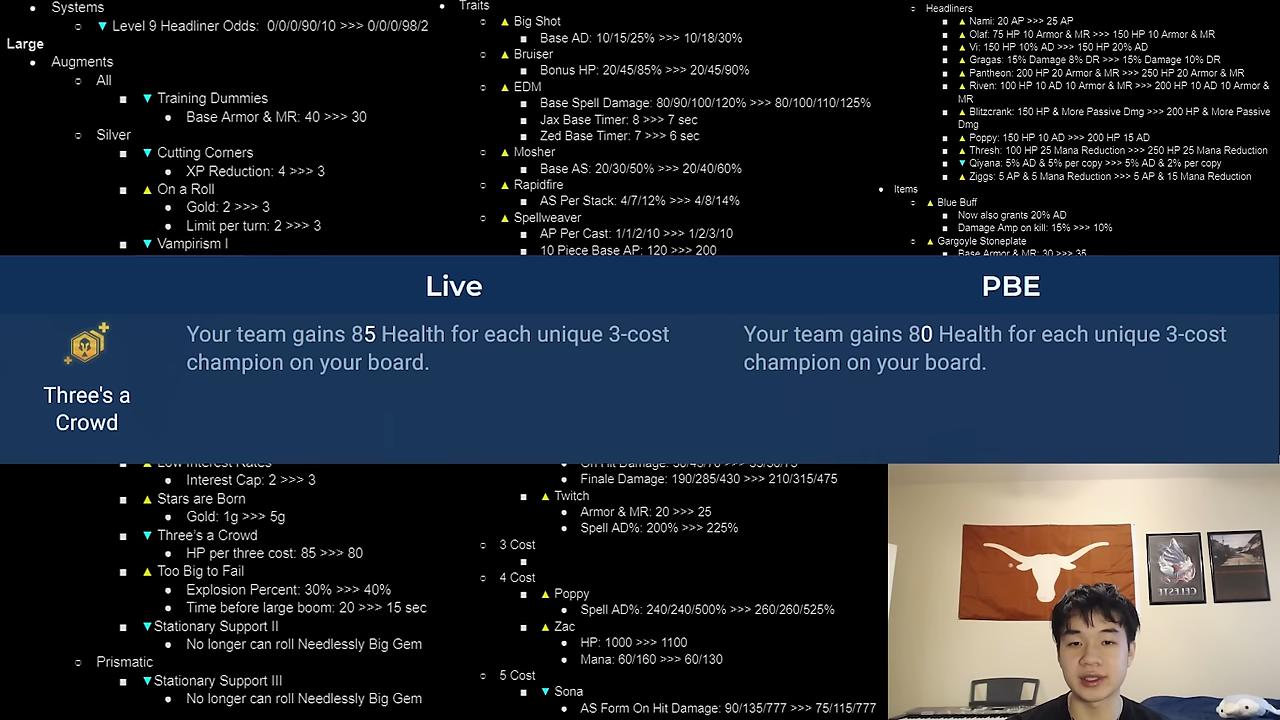 Systems
Level 9 Headliner Odds: 0/0/0/90/10 >>> 0/0/0/98/2
Large
Augments
All
Training Dummies
Base Armor & MR: 40 >>> 30
Silver
Cutting Corners
XP Reduction: 4 >>> 3
On a Roll
Gold: 2 >>> 3
Limit per turn: 2 >>> 3
Vampirism I
Traits
Big Shot
Base AD: 10/15/25% >>> 10/18/30%
Bruiser
Bonus HP: 20/45/85% >>> 20/45/90%
EDM
Base Spell Damage: 80/90/100/120% >>> 80/100/110/125%
Jax Base Timer: 8 >>> 7 sec
Zed Base Timer: 7 >>> 6 sec
Mosher
Base AS: 20/30/50% >>> 20/40/60%
Rapidfire
AS Per Stack: 4/7/12% >>> 4/8/14%
Spellweaver
AP Per Cast: 1/1/2/10 >>> 1/2/3/10
10 Piece Base AP: 120 >>> 200
Headliners
Nami: 20 AP >>> 25 AP
Olaf: 75 HP 10 Armor & MR >>> 150 HP 10 Armor & MR
Vi: 150 HP 10% AD >>> 150 HP 20% AD
Gragas: 15% Damage 8% DR >>> 15% Damage 10% DR
Pantheon: 200 HP 20 Armor & MR >>> 250 HP 20 Armor & MR
Riven: 100 HP 10 AD 10 Armor & MR >>> 200 HP 10 AD 10 Armor &
MR
Blitzcrank: 150 HP & More Passive Dmg >>> 200 HP & More Passive
Dmg
Poppy: 150 HP 10 AD >>> 200 HP 15 AD
Thresh: 100 HP 25 Mana Reduction >>> 250 HP 25 Mana Reduction
Qiyana: 5% AD & 5% per copy >>> 5% AD & 2% per copy
Ziggs: 5 AP & 5 Mana Reduction >>> 5 AP & 15 Mana Reduction
Items
Blue Buff
Now also grants 20% AD
Damage Amp on kill: 15% >>> 10%
Gargoyle Stoneplate
Base Armor & MR: 30 >>> 35
Live
PBE
Three's a
Crowd
Your team gains 85 Health for each unique 3-cost
champion on your board.
Your team gains 80 Health for each unique 3-cost
champion on your board.
Low Interest Rates
Interest Cap: 2 >>> 3
Stars are Born
Gold: 1g >>> 5g
Three's a Crowd
HP per three cost: 85 >>> 80
Too Big to Fail
Explosion Percent: 30% >>> 40%
Time before large boom: 20 >>> 15 sec
Stationary Support II
No longer can roll Needlessly Big Gem
Prismatic
Stationary Support III
No longer can roll Needlessly Big Gem
Finale Damage: 190/285/430 >>> 210/315/475
Twitch
Armor & MR: 20 >>> 25
Spell AD%: 200% >>> 225%
3 Cost
4 Cost
Poppy
Spell AD%: 240/240/500% >>> 260/260/525%
Zac
HP: 1000 >>> 1100
Mana: 60/160 >>> 60/130
5 Cost
Sona
AS Form On Hit Damage: 90/135/777 >>> 75/115/777
CELESTE